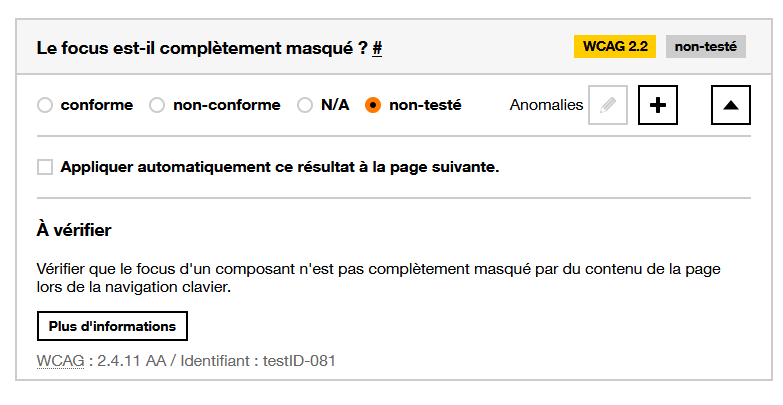 Le focus est-il complètement masqué ? #
WCAG 2.2
non-testé
conforme
non-conforme
N/A
non-testé
Anomalies
Appliquer automatiquement ce résultat à la page suivante.
À vérifier
Vérifier que le focus d'un composant n'est pas complètement masqué par du contenu de la page
lors de la navigation clavier.
Plus d'informations
WCAG : 2.4.11 AA / Identifiant : testID-081